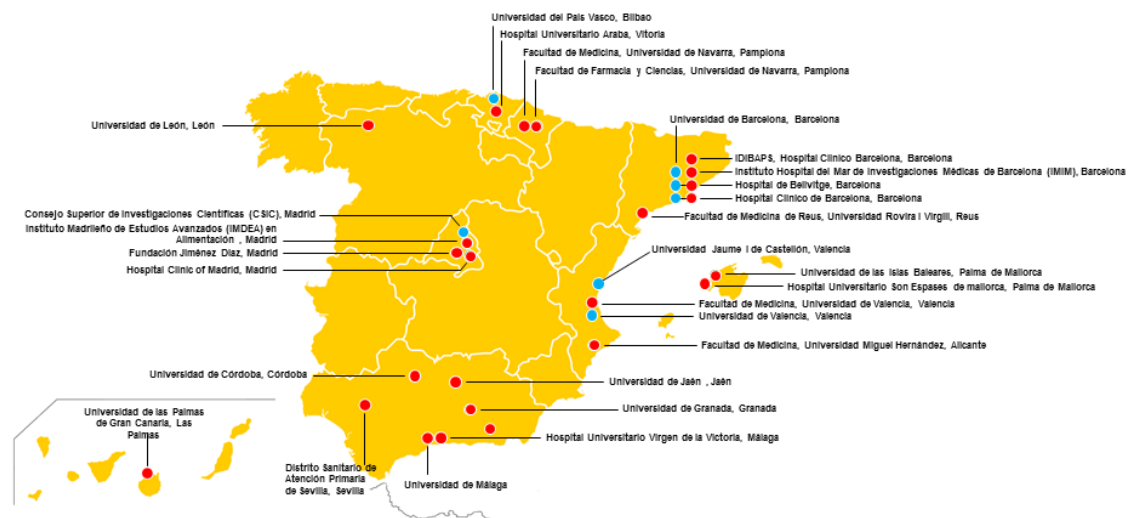 Universidad del País Vasco, Bilbao
Hospital Universitario Araba, Vitoria
Facultad de Medicina, Universidad de Navarra, Pamplona
Facultad de Farmacia y Ciencias, Universidad de Navarra, Pamplona
Universidad de Barcelona, Barcelona
Universidad de León, León
IDIBAPS, Hospital Clinico Barcelona, Barcelona
Instituto Hospital del Mar de Investigaciones Médicas de Barcelona (IMIM), Barcelona
Hospital de Bellvitge, Barcelona
Hospital Clinico de Barcelona, Barcelona
Facultad de Medicina de Reus, Universidad Rovira I Virgili, Reus
Consejo Superior de Investigaciones Científicas (CSIC), Madrid
Instituto Madrileño de Estudios Avanzados (IMDEA) en
Alimentación , Madrid
Fundación Jiménez Díaz, Madrid
Hospital Clinic of Madrid, Madrid
Universidad Jaume I de Castellón, Valencia
Universidad de las Islas Baleares, Palma de Mallorca
Hospital Universitario Son Espases de mallorca, Palma de Mallorca
Facultad de Medicina, Universidad de Valencia, Valencia
Universidad de Valencia, Valencia
Facultad de Medicina, Universidad Miguel Hernández, Alicante
Universidad de Córdoba, Córdoba
Universidad de Jaén , Jaén
Universidad de Granada, Granada
Universidad de las Palmas
de Gran Canaria, Las
Palmas
Hospital Universitario Virgen de la Victoria, Málaga
Distrito Sanitario de
Atención Primaria
de Sevilla, Sevilla
Universidad de Málaga